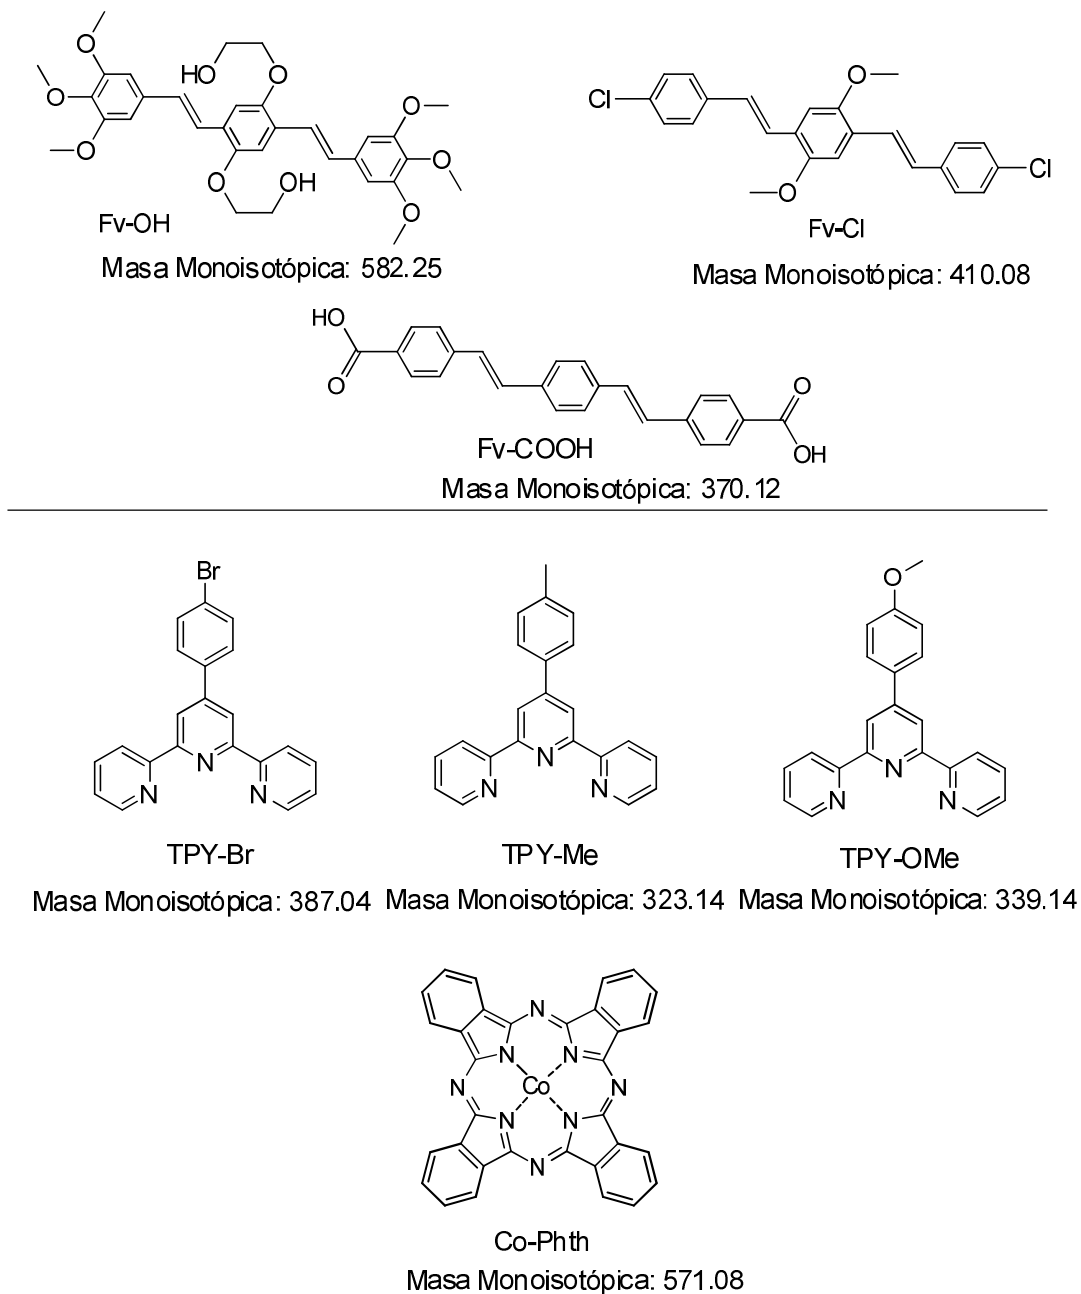 O
O
HO
O
O
O
O
OH
O
O
O
Fv-OH
Masa Monoisotópica: 582.25
O
Cl
Cl
O
Fv-Cl
Masa Monoisotópica: 410.08
HO
O
O
OH
Fv-COOH
Masa Monoisotópica: 370.12
Br
N
N
N
TPY-Br
Masa Monoisotópica: 387.04
N
N
N
TPY-Me
Masa Monoisotópica: 323.14
O
N
N
N
TPY-OMe
Masa Monoisotópica: 339.14
N
N
N
N
Co
N
N
N
N
Co-Phth
Masa Monoisotópica: 571.08